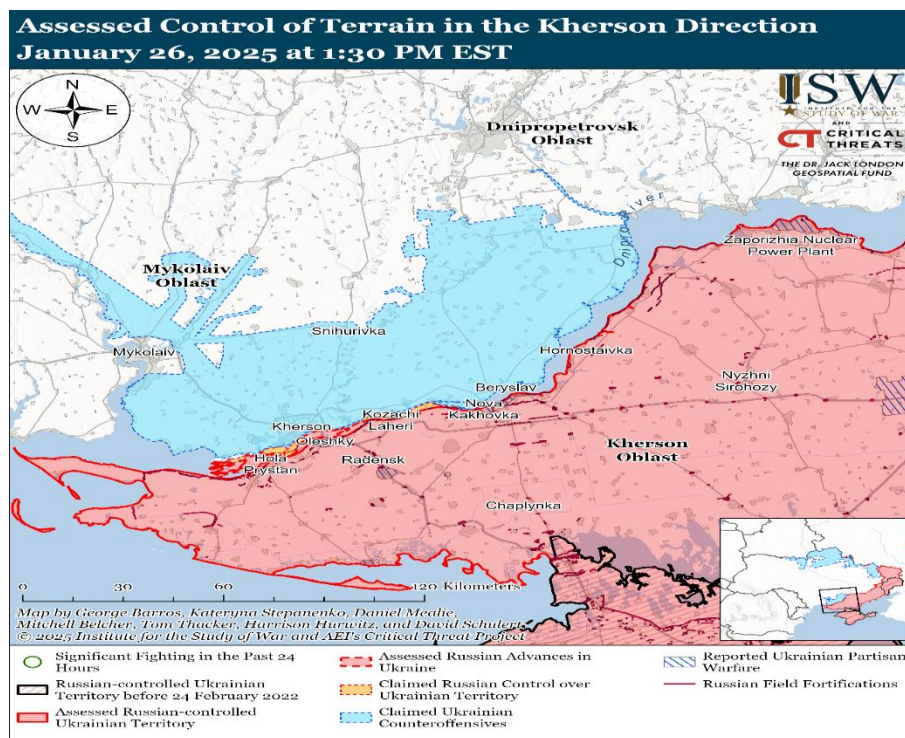 Assessed Control of Terrain in the Kherson Direction
January 26, 2025 at 1:30 PM EST
N
W E
S
ISW
INSTITUTE FOR THE
STUDY OF WAR
AND
CT CRITICAL
THREATS
THE DR. JACK LONDON
GEOSPATIAL FUND
Dnipropetrovsk
Oblast
Dnipro River
Zaporizhia Nuclear
Power Plant
Mykolaiv
Oblast
Snihurivka
Mykolaiv
Hornostaivka
Beryslav
Nyzhni
Sirohozy
Nova
Kakhovka
Kozachi
Laheri
Kherson
Oleshky
Kherson
Oblast
Hola
Prystan
Radensk
Chaplynka
0 30 60 120 Kilometers
Map by George Barros, Kateryna Stepanenko, Daniel Mealie,
Mitchell Belcher, Tom Thacker, Harrison Hurwitz, and David Schulert
© 2025 Institute for the Study of War and AEI's Critical Threat Project
Significant Fighting in the Past 24
Hours
Russian-controlled Ukrainian
Territory before 24 February 2022
Assessed Russian-controlled
Ukrainian Territory
Assessed Russian Advances in
Ukraine
Claimed Russian Control over
Ukrainian Territory
Claimed Ukrainian
Counteroffensives
Reported Ukrainian Partisan
Warfare
Russian Field Fortifications